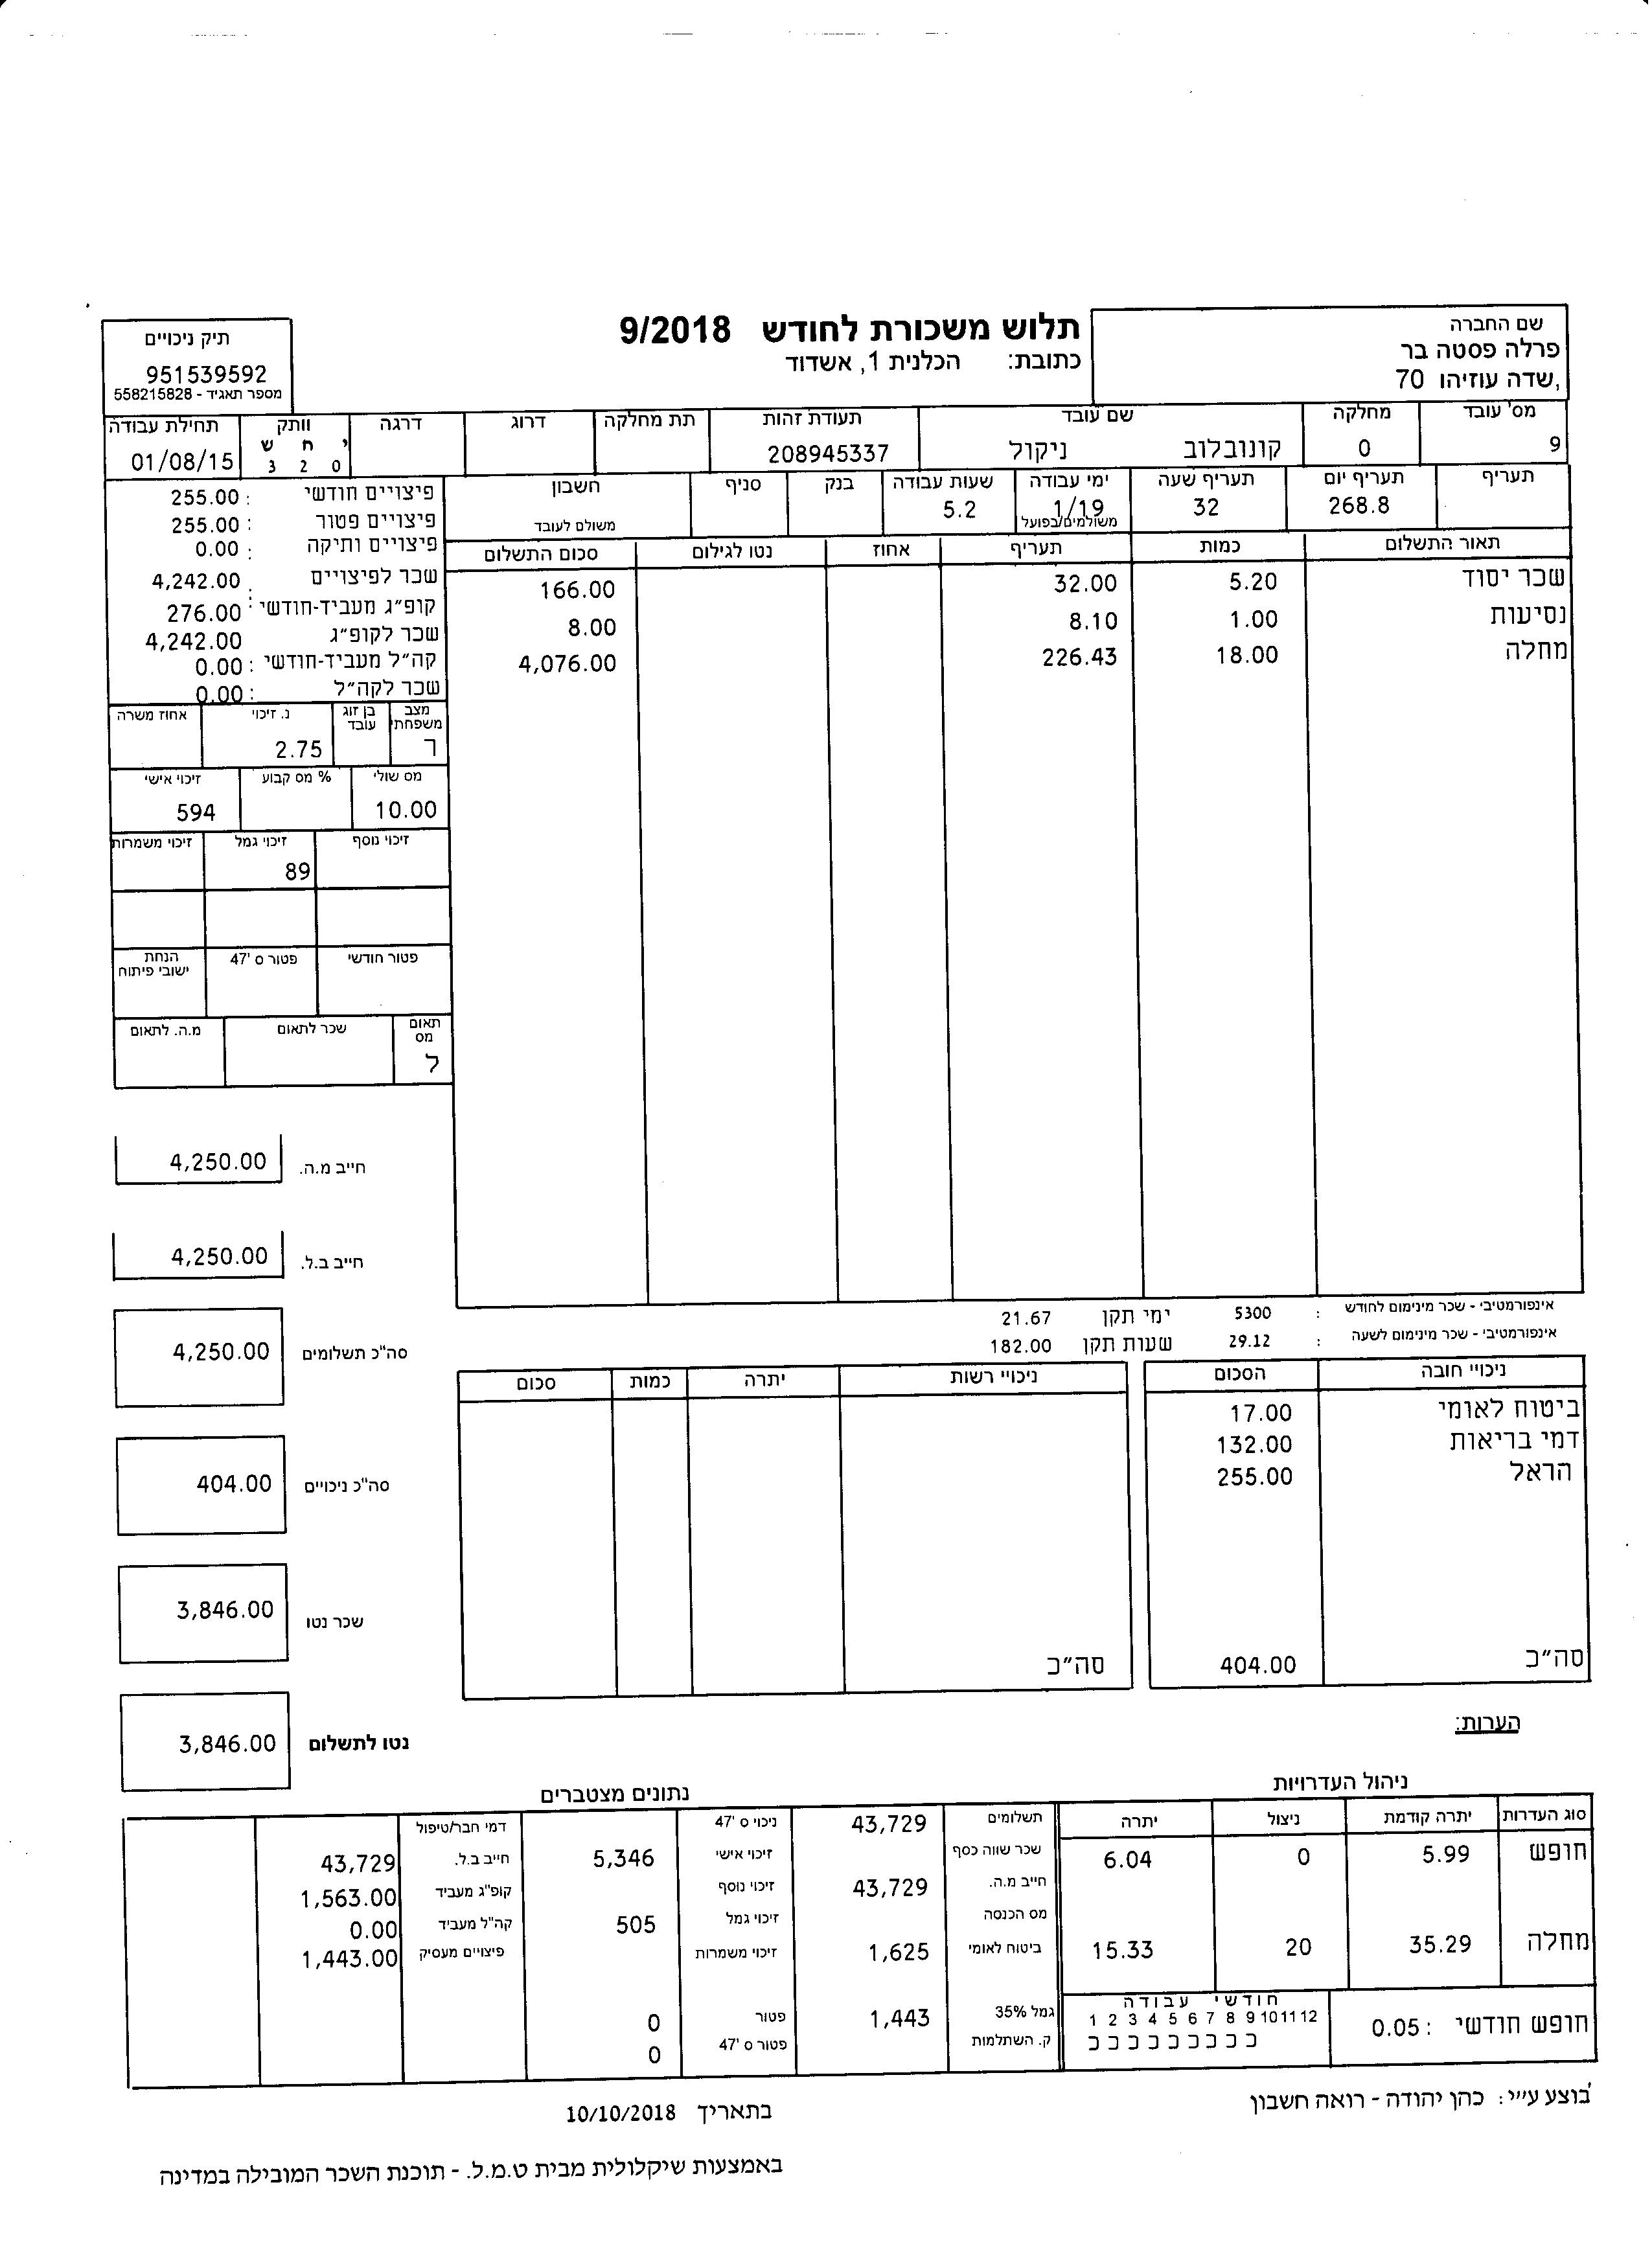 שם החברה
פרלה פסטה בר
שדה עוזיהו 70,
תלוש משכורת לחודש 9/2018
כתובת: הכלנית 1, אשדוד
תיק ניכויים
951539592
מספר תאגיד - 558215828
מס' עובד מחלקה שם עובד תעודת זהות תת מחלקה דרוג דרגה וותק תחילת עבודה
י ח ש
9 0 קונובלוב ניקול 208945337 0 2 3 01/08/15
תעריף תעריף יום תעריף שעה ימי עבודה שעות עבודה בנק סניף חשבון
268.8 32 1/19 5.2
משולמים/בפועל משולם לעובד
תאור התשלום כמות תעריף אחוז נטו לגילום סכום התשלום
שכר יסוד 5.20 32.00 166.00
נסיעות 1.00 8.10 8.00
מחלה 18.00 226.43 4,076.00
פיצויים חודשי : 255.00
פיצויים פטור : 255.00
פיצויים ותיקה : 0.00
שכר לפיצויים : 4,242.00
קופ״ג מעביד-חודשי : 276.00
שכר לקופ״ג 4,242.00
קה״ל מעביד-חודשי : 0.00
שכר לקה״ל : 0.00
מצב משפחתי בן זוג עובד נ. זיכוי אחוז משרה
ר 2.75
מס שולי % מס קבוע זיכוי אישי
10.00 594
זיכוי נוסף זיכוי גמל זיכוי משמרות
89
פטור חודשי פטור ס '47 הנחת ישובי פיתוח
תאום מס שכר לתאום מ.ה. לתאום
ל
חייב מ.ה. 4,250.00
חייב ב.ל. 4,250.00
סה"כ תשלומים 4,250.00
סה"כ ניכויים 404.00
שכר נטו 3,846.00
נטו לתשלום 3,846.00
אינפורמטיבי - שכר מינימום לחודש : 5300 ימי תקן 21.67
אינפורמטיבי - שכר מינימום לשעה : 29.12 שעות תקן 182.00
ניכויי חובה הסכום ניכויי רשות יתרה כמות סכום
ביטוח לאומי 17.00
דמי בריאות 132.00
הראל 255.00
סה״כ 404.00 סה״כ
הערות:
ניהול העדרויות
סוג העדרות יתרה קודמת ניצול יתרה
חופש 5.99 0 6.04
מחלה 35.29 20 15.33
חופש חודשי : 0.05
חודשי עבודה
1 2 3 4 5 6 7 8 9 10 11 12
כ כ כ כ כ כ כ כ כ
נתונים מצטברים
תשלומים 43,729 ניכוי ס '47 דמי חבר/טיפול
שכר שווה כסף זיכוי אישי 5,346 חייב ב.ל. 43,729
חייב מ.ה. 43,729 זיכוי נוסף קופ"ג מעביד 1,563.00
מס הכנסה זיכוי גמל 505 קה"ל מעביד 0.00
ביטוח לאומי 1,625 זיכוי משמרות פיצויים מעסיק 1,443.00
גמל 35% 1,443 פטור 0
ק. השתלמות פטור ס '47 0
בוצע ע״י : כהן יהודה - רואה חשבון
בתאריך 10/10/2018
באמצעות שיקלולית מבית ט.מ.ל. - תוכנת השכר המובילה במדינה